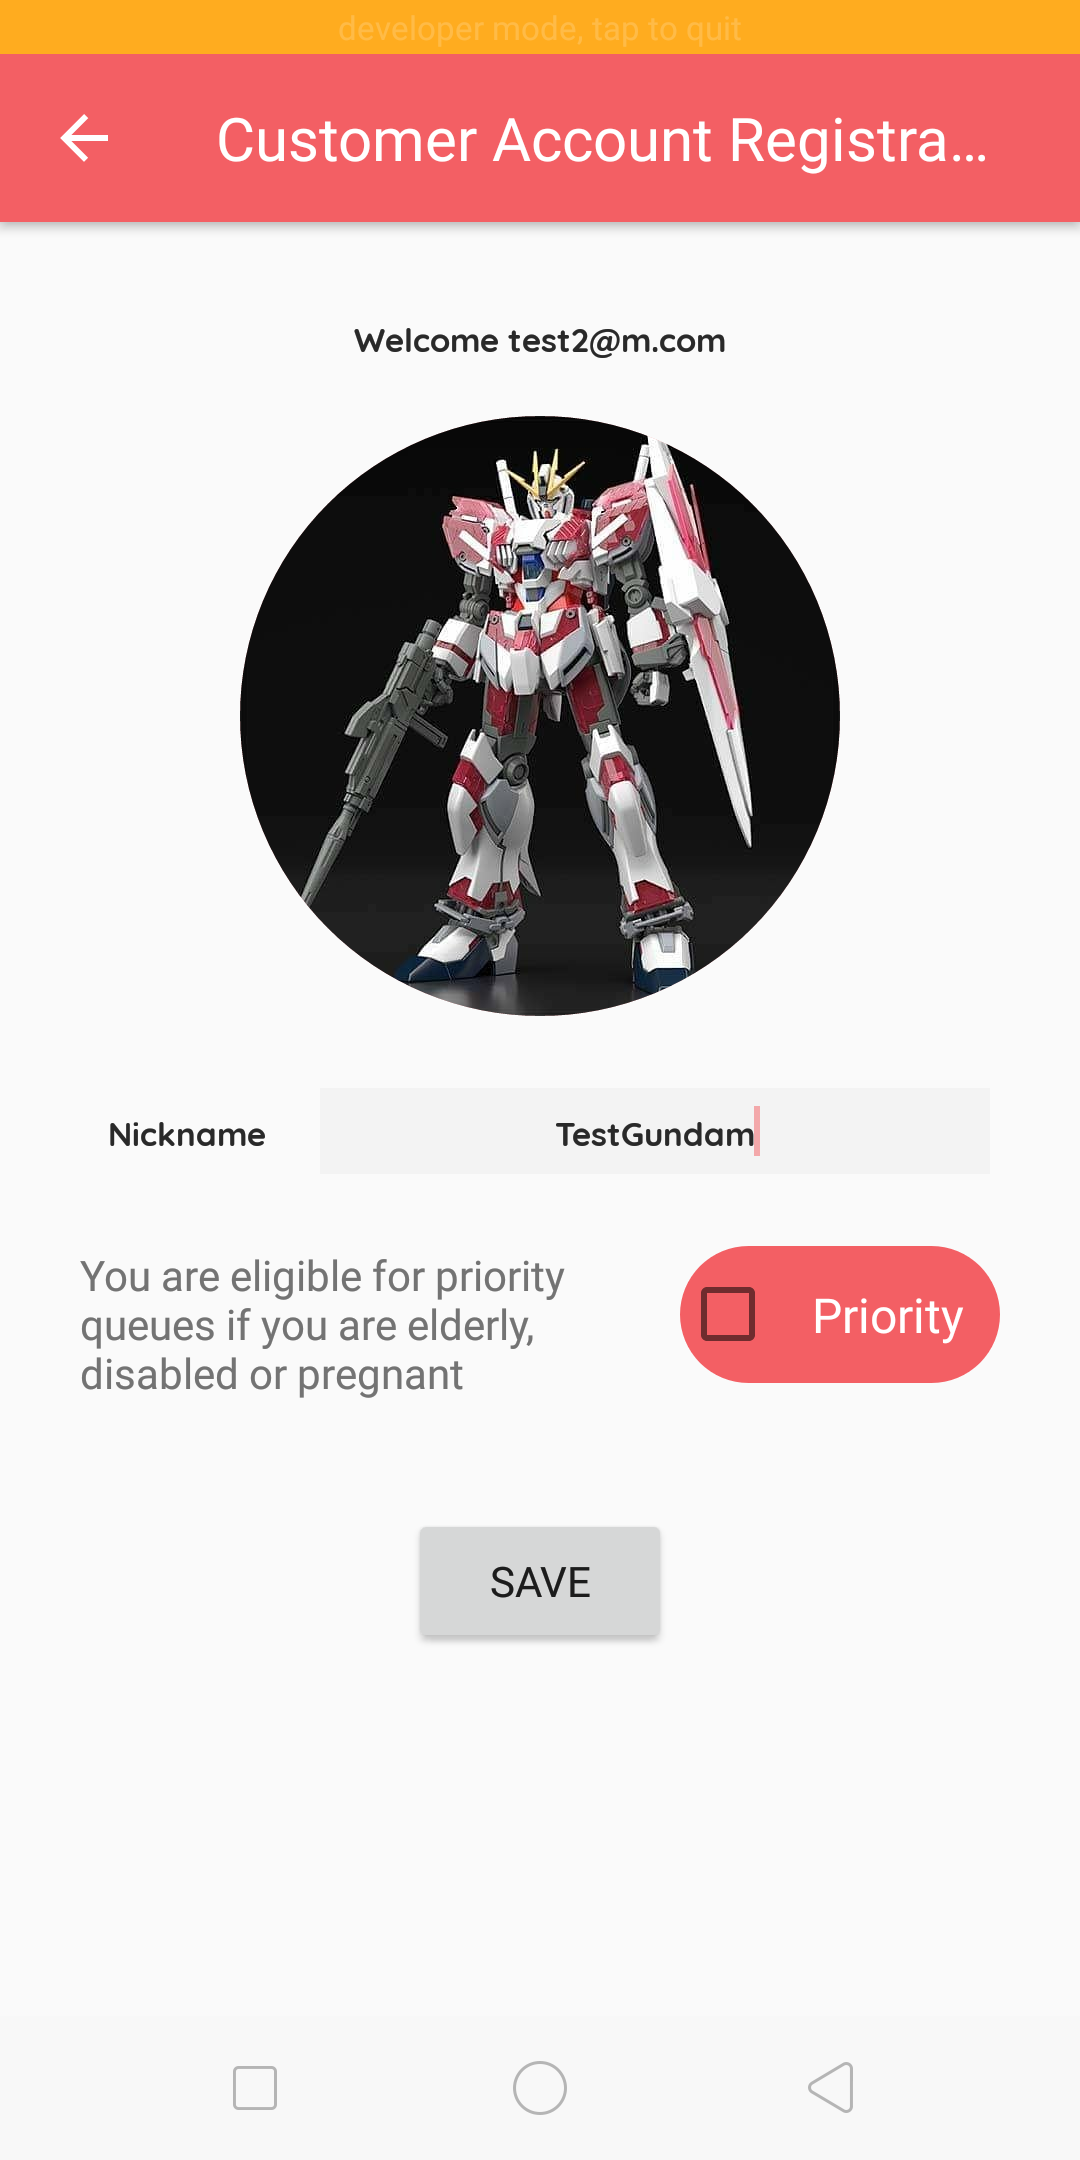 developer mode, tap to quit
Customer Account Registra...
Welcome test2@m.com
Nickname
TestGundam
You are eligible for priority
queues if you are elderly,
disabled or pregnant
Priority
SAVE